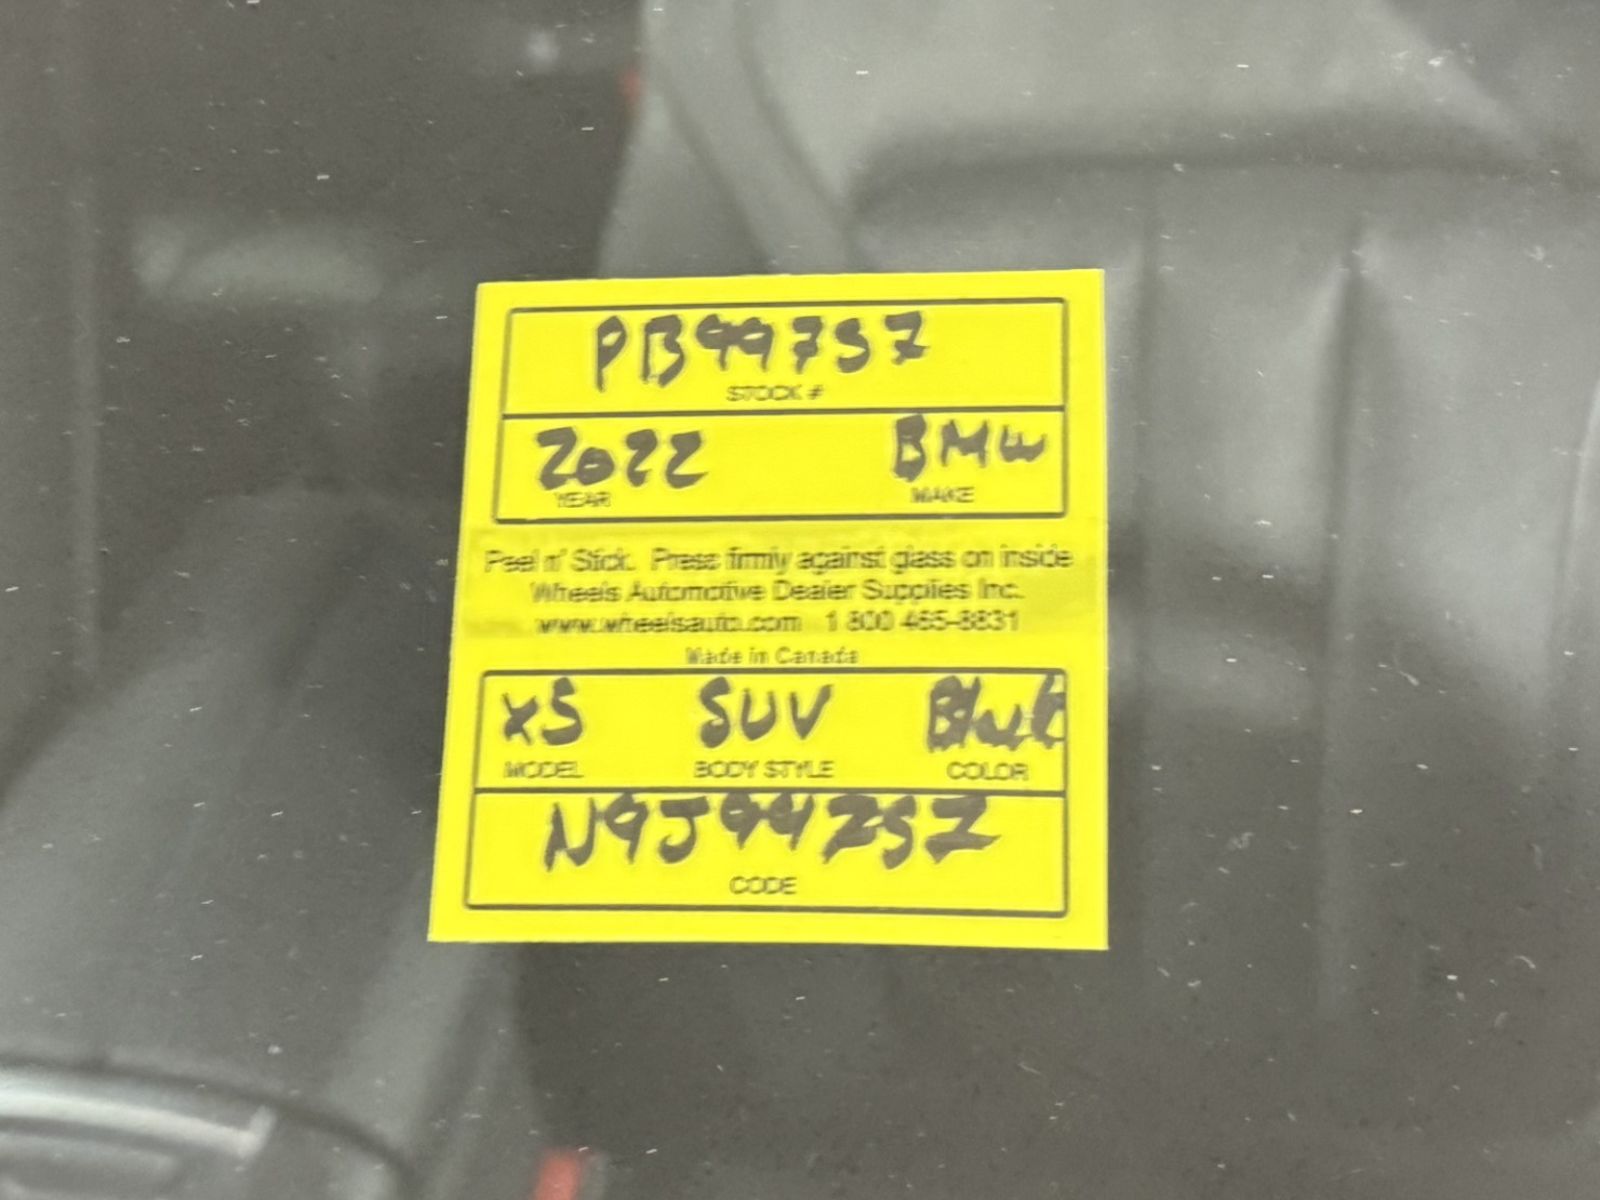 PB99757
STOCK #
2022 BMW
YEAR MAKE
Peel n' Stick. Press firmly against glass on inside
Wheels Automotive Dealer Supplies Inc.
www.wheelsauto.com 1 800 465-8831
Made in Canada
X5 SUV Blue
MODEL BODY STYLE COLOR
N9J99757
CODE